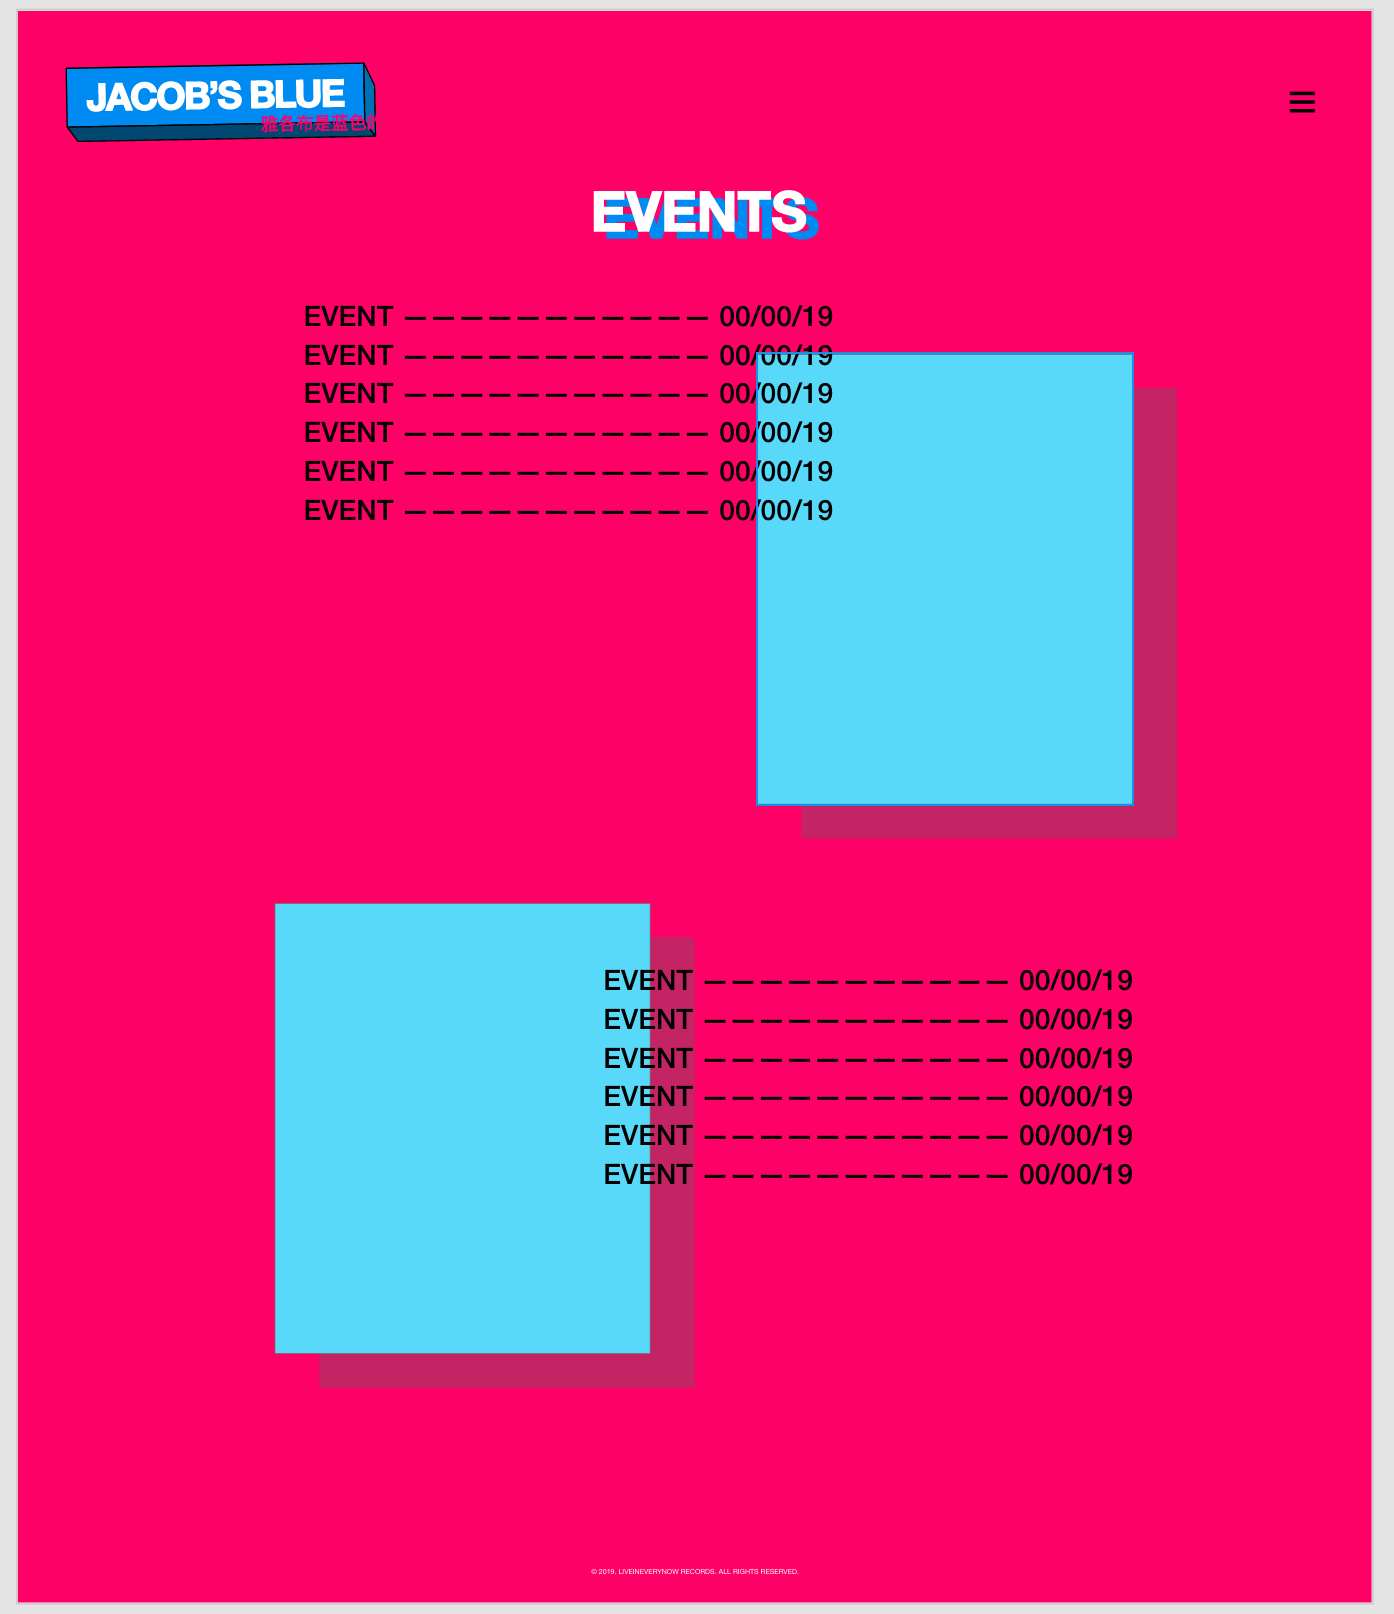 JACOB’S BLUE
雅各布是蓝色的
EVENTS
EVENT — — — — — — — — — — — 00/00/19
EVENT — — — — — — — — — — — 00/00/19
EVENT — — — — — — — — — — — 00/00/19
EVENT — — — — — — — — — — — 00/00/19
EVENT — — — — — — — — — — — 00/00/19
EVENT — — — — — — — — — — — 00/00/19
EVENT — — — — — — — — — — — 00/00/19
EVENT — — — — — — — — — — — 00/00/19
EVENT — — — — — — — — — — — 00/00/19
EVENT — — — — — — — — — — — 00/00/19
EVENT — — — — — — — — — — — 00/00/19
EVENT — — — — — — — — — — — 00/00/19
© 2019. LIVEINEVERYNOW RECORDS. ALL RIGHTS RESERVED.